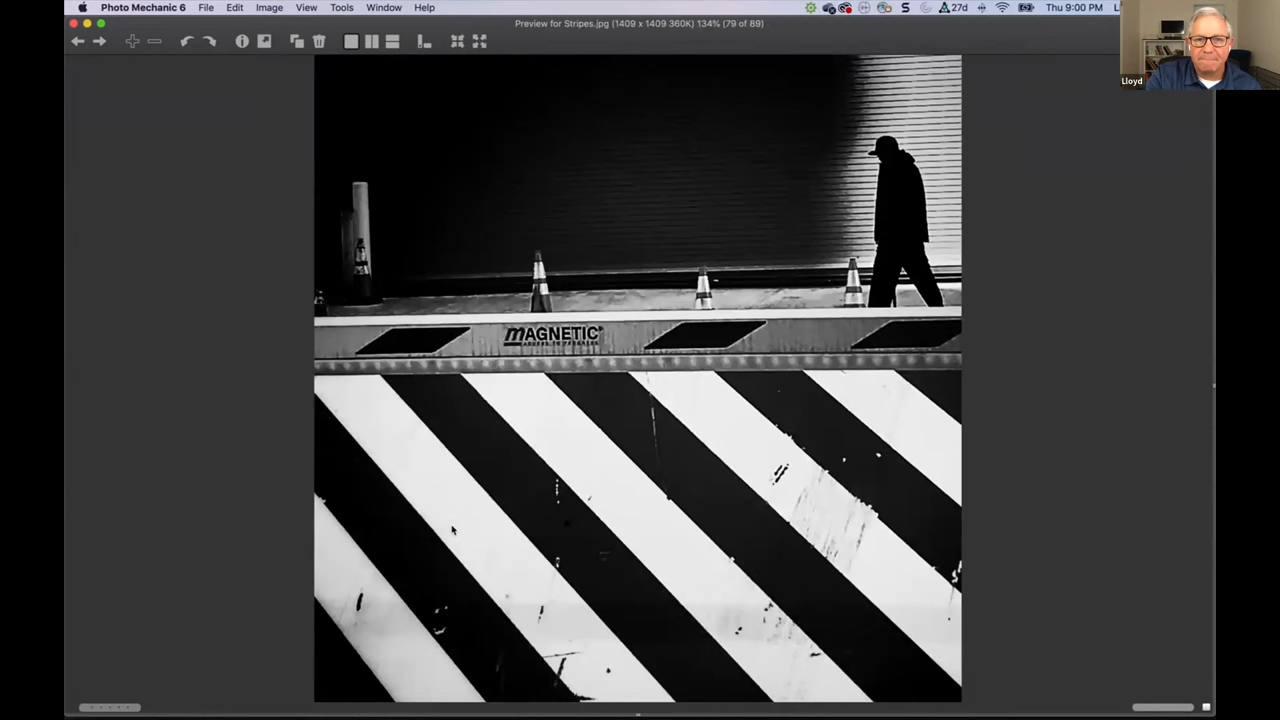 Photo Mechanic 6 File Edit Image View Tools Window Help
27d Thu 9:00 PM L
Preview for Stripes.jpg (1409 x 1409 360K) 134% (79 of 89)
Lloyd
MAGNETIC